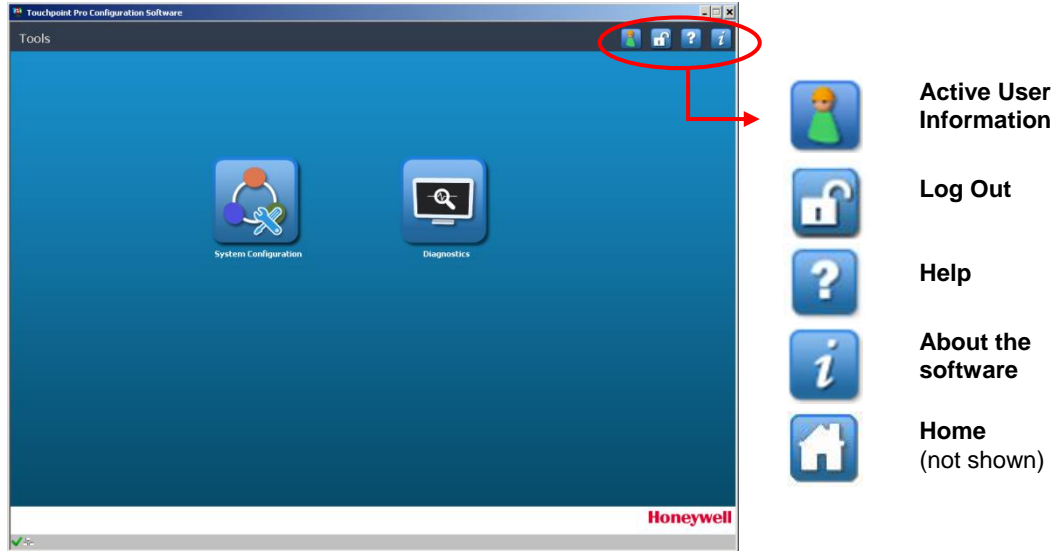 Touchpoint Pro Configuration Software
Tools
System Configuration
Diagnostics
Honeywell
Active User
Information
Log Out
Help
About the
software
Home
(not shown)